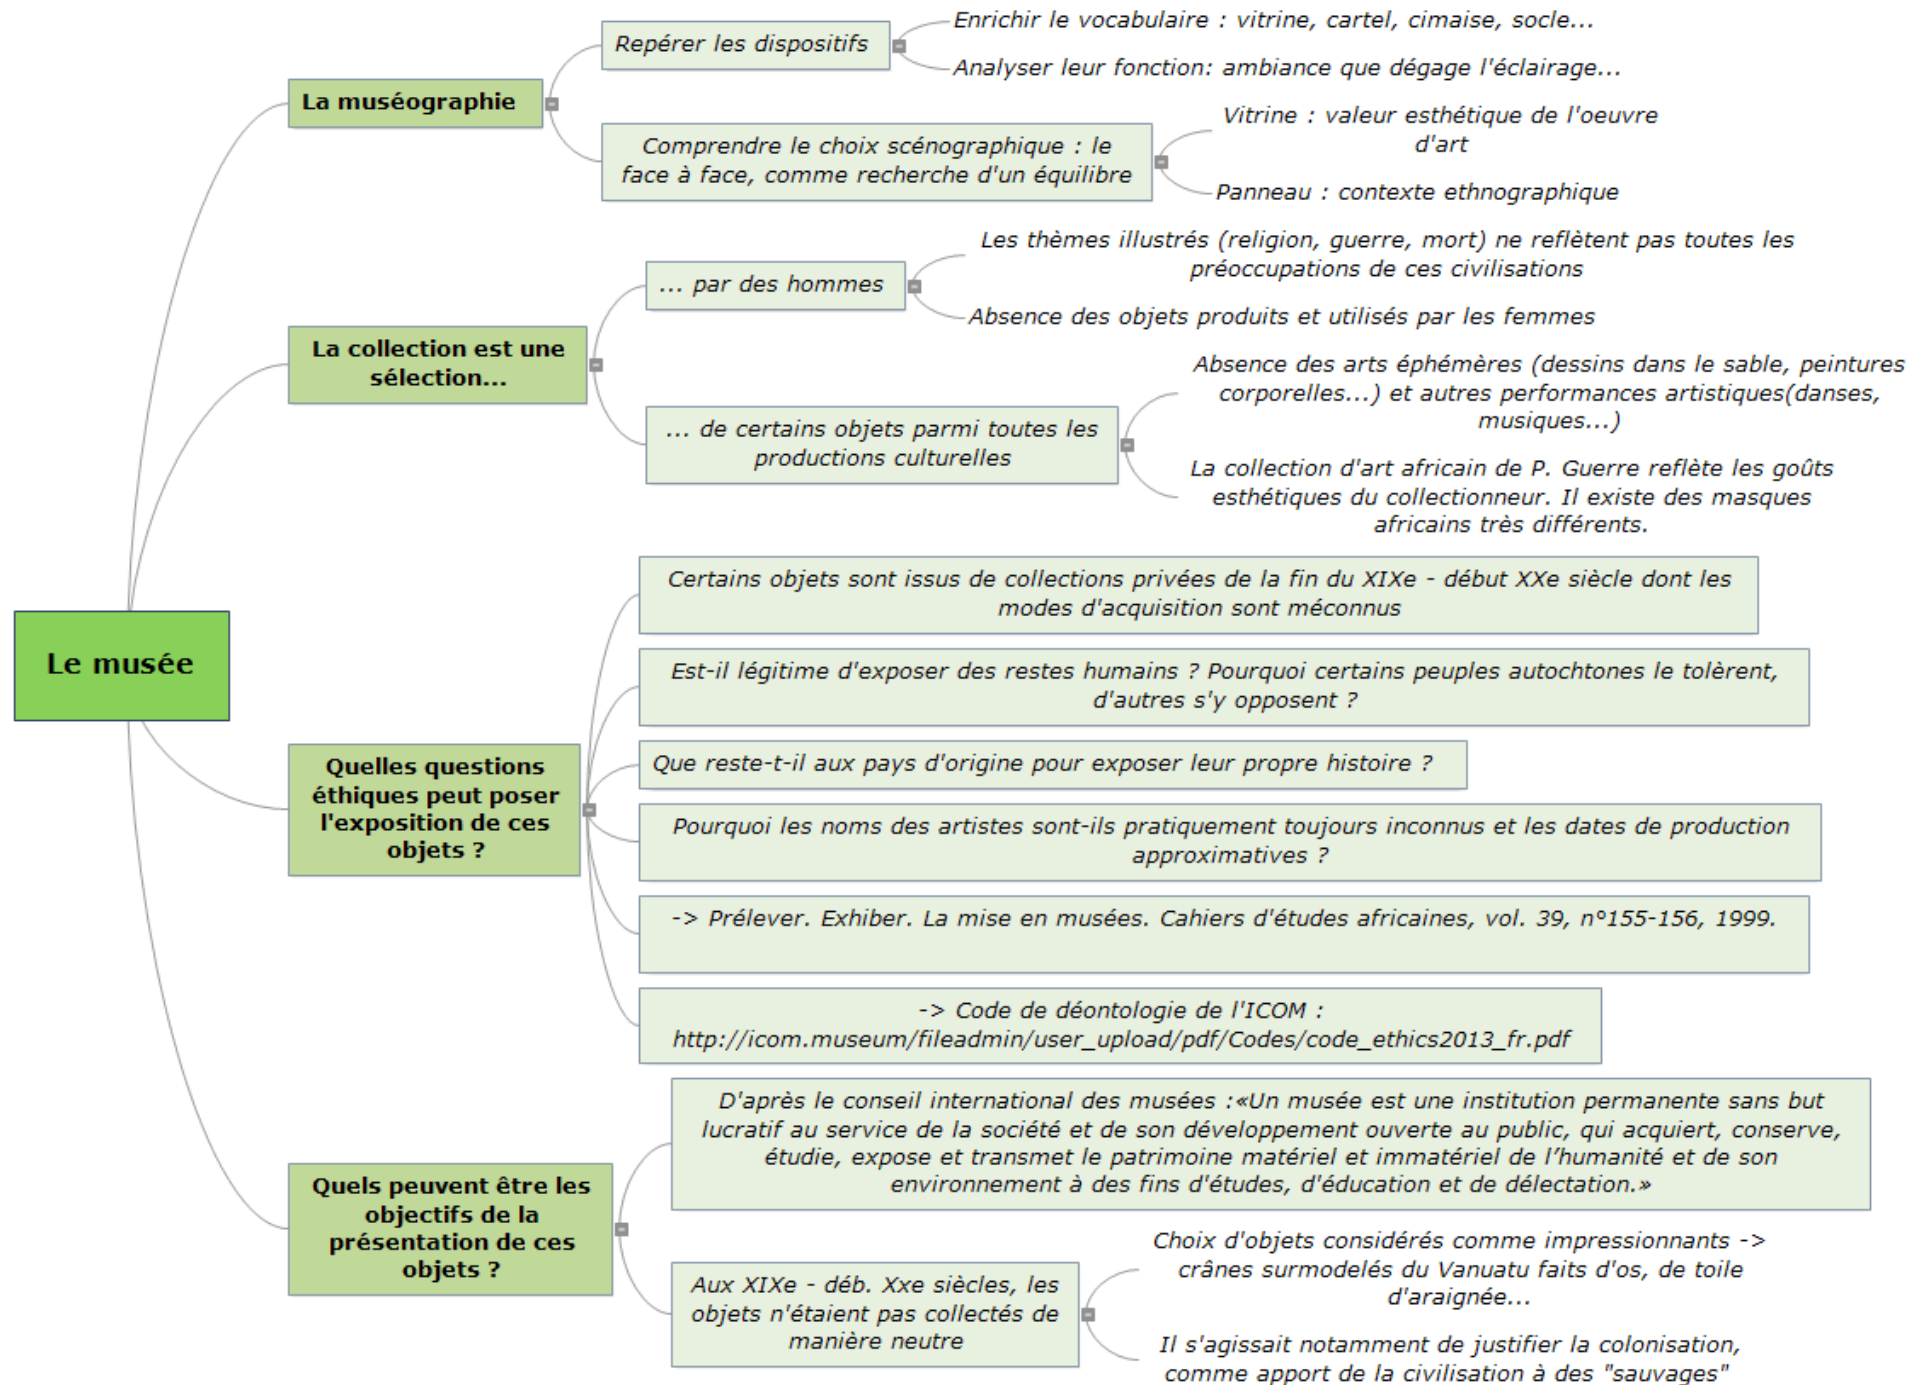 Le musée
La muséographie
Repérer les dispositifs
Enrichir le vocabulaire : vitrine, cartel, cimaise, socle...
Analyser leur fonction: ambiance que dégage l'éclairage...
Comprendre le choix scénographique : le
face à face, comme recherche d'un équilibre
Vitrine : valeur esthétique de l'oeuvre
d'art
Panneau : contexte ethnographique
La collection est une
sélection...
... par des hommes
Les thèmes illustrés (religion, guerre, mort) ne reflètent pas toutes les
préoccupations de ces civilisations
Absence des objets produits et utilisés par les femmes
... de certains objets parmi toutes les
productions culturelles
Absence des arts éphémères (dessins dans le sable, peintures
corporelles...) et autres performances artistiques(danses,
musiques...)
La collection d'art africain de P. Guerre reflète les goûts
esthétiques du collectionneur. Il existe des masques
africains très différents.
Quelles questions
éthiques peut poser
l'exposition de ces
objets ?
Certains objets sont issus de collections privées de la fin du XIXe - début XXe siècle dont les
modes d'acquisition sont méconnus
Est-il légitime d'exposer des restes humains ? Pourquoi certains peuples autochtones le tolèrent,
d'autres s'y opposent ?
Que reste-t-il aux pays d'origine pour exposer leur propre histoire ?
Pourquoi les noms des artistes sont-ils pratiquement toujours inconnus et les dates de production
approximatives ?
-> Prélever. Exhiber. La mise en musées. Cahiers d'études africaines, vol. 39, n°155-156, 1999.
-> Code de déontologie de l'ICOM :
http://icom.museum/fileadmin/user_upload/pdf/Codes/code_ethics2013_fr.pdf
Quels peuvent être les
objectifs de la
présentation de ces
objets ?
D'après le conseil international des musées :«Un musée est une institution permanente sans but
lucratif au service de la société et de son développement ouverte au public, qui acquiert, conserve,
étudie, expose et transmet le patrimoine matériel et immatériel de l’humanité et de son
environnement à des fins d'études, d'éducation et de délectation.»
Aux XIXe - déb. Xxe siècles, les
objets n'étaient pas collectés de
manière neutre
Choix d'objets considérés comme impressionnants ->
crânes surmodelés du Vanuatu faits d'os, de toile
d'araignée...
Il s'agissait notamment de justifier la colonisation,
comme apport de la civilisation à des "sauvages"